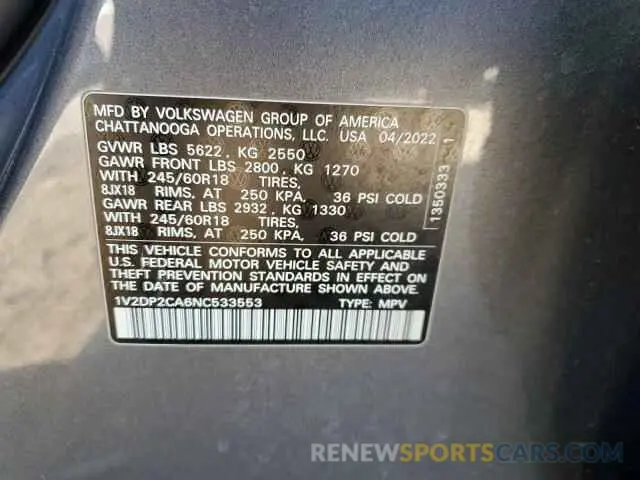 MFD BY VOLKSWAGEN GROUP OF AMERICA
CHATTANOOGA OPERATIONS, LLC. USA 04/2022
GVWR LBS 5622, KG 2550
GAWR FRONT LBS 2800, KG 1270
WITH 245/60R18 TIRES,
8JX18 RIMS, AT 250 KPA, 36 PSI COLD
GAWR REAR LBS 2932, KG 1330
WITH 245/60R18 TIRES,
8JX18 RIMS, AT 250 KPA, 36 PSI COLD
1350333 1
THIS VEHICLE CONFORMS TO ALL APPLICABLE
U.S. FEDERAL MOTOR VEHICLE SAFETY AND
THEFT PREVENTION STANDARDS IN EFFECT ON
THE DATE OF MANUFACTURE SHOWN ABOVE.
1V2DP2CA6NC533553 TYPE: MPV
RENEWSPORTSCARS.COM